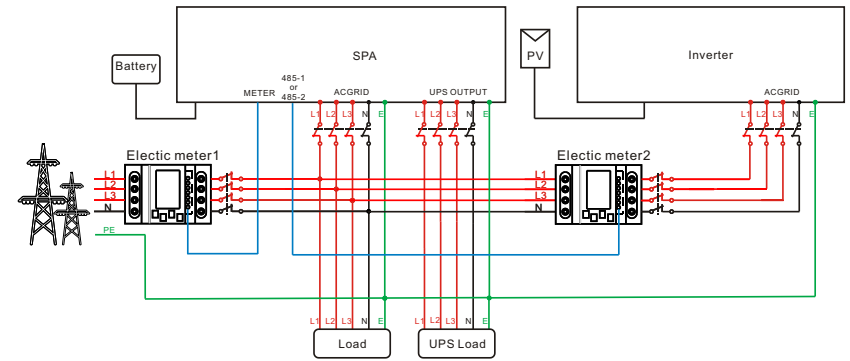 SPA
Inverter
Battery
PV
METER
485-1
or
485-2
ACGRID
UPS OUTPUT
ACGRID
L1 L2 L3 N E
L1 L2 L3 N E
L1 L2 L3 N E
Electic meter1
Electic meter2
L1
L2
L3
N
PE
L1
L2
L3
N
L1 L2 L3 N E
L1 L2 L3 N E
Load
UPS Load